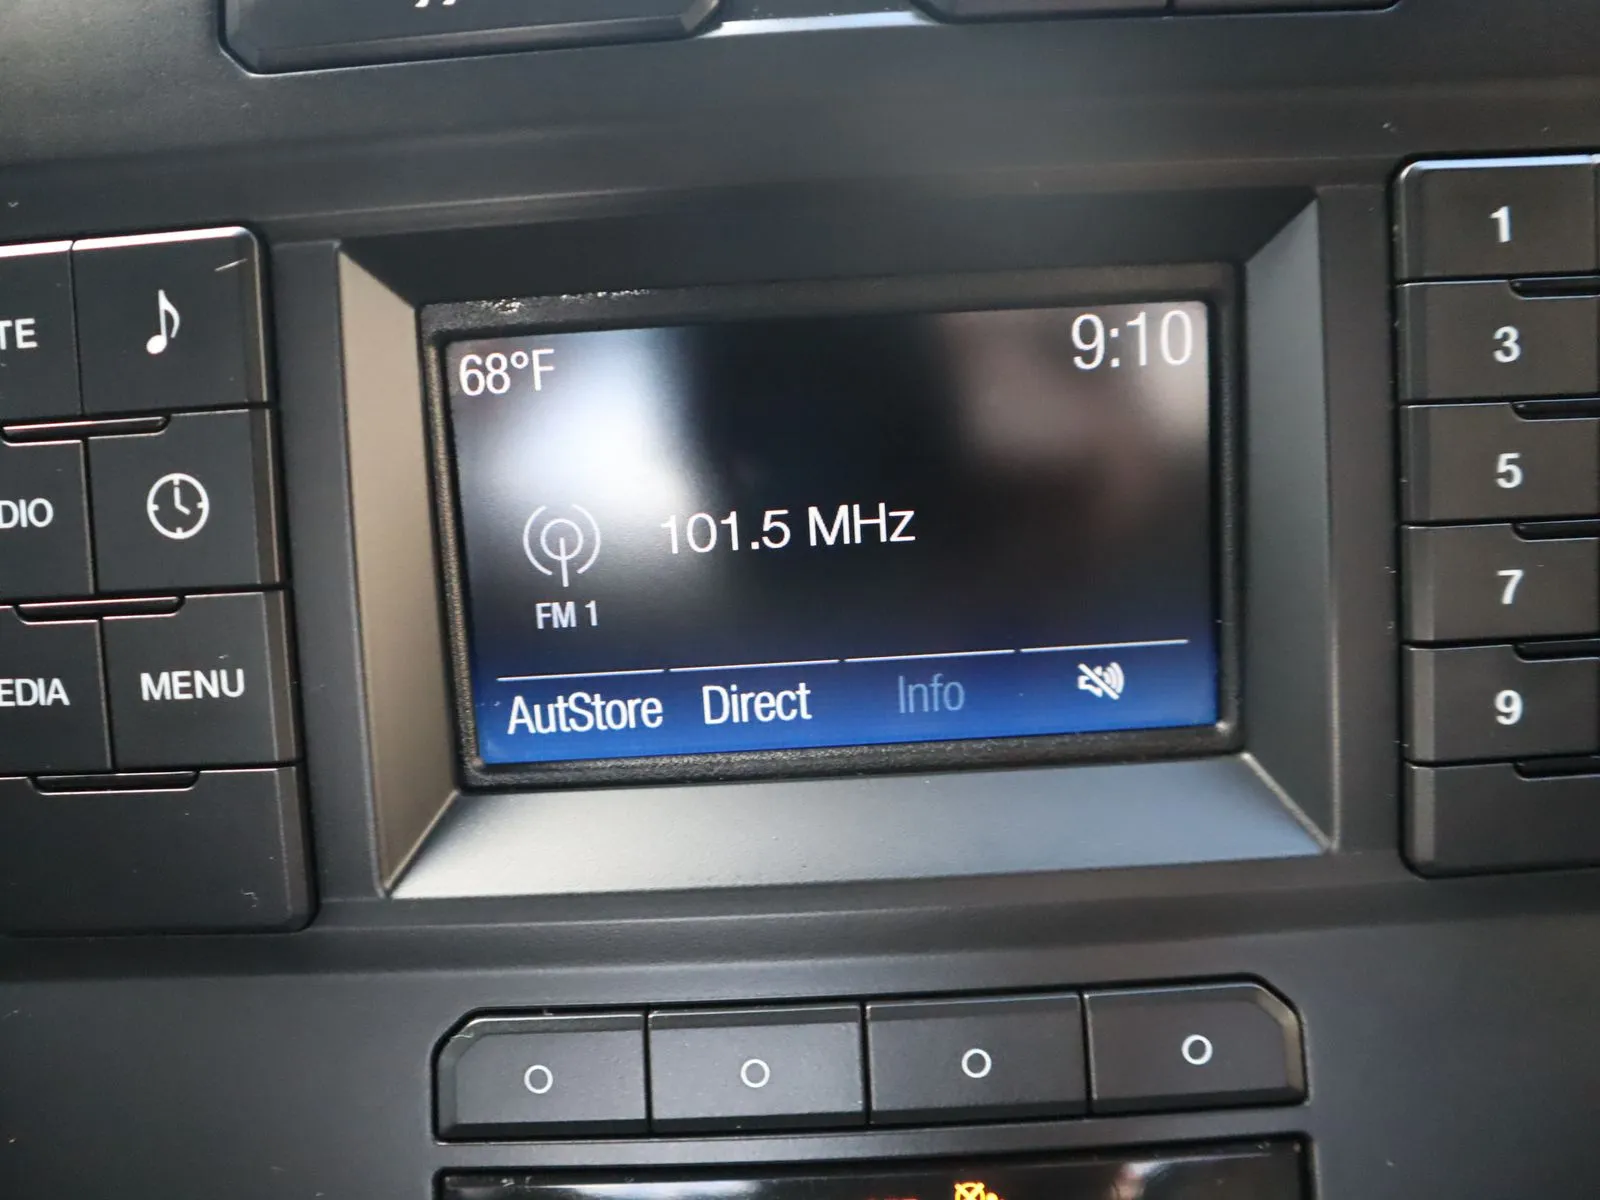 68°F
9:10
101.5 MHz
FM 1
AutStore Direct Info
TE
DIO
EDIA
MENU
1
3
5
7
9